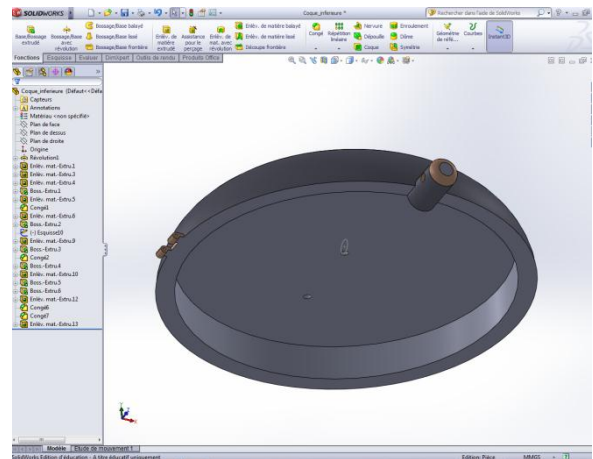 SOLIDWORKS
Coque_inferieure *
Rechercher dans l'aide de SolidWorks
Bossage/Base extrudé
Bossage/Base avec révolution
Bossage/Base balayé
Bossage/Base lissé
Bossage/Base frontière
Enlèv. de matière extrudé
Assistance pour le perçage
Enlèv. de mat. avec révolution
Enlèv. de matière balayé
Enlèv. de matière lissé
Découpe frontière
Congé
Répétition linéaire
Nervure
Dépouille
Coque
Enroulement
Dôme
Symétrie
Géométrie de réfé...
Courbes
Instant3D
Fonctions
Esquisse
Evaluer
DimXpert
Outils de rendu
Produits Office
Coque_inferieure (Défaut<<Défa
Capteurs
Annotations
Matériau <non spécifié>
Plan de face
Plan de dessus
Plan de droite
Origine
Révolution1
Enlèv. mat.-Extru.1
Enlèv. mat.-Extru.3
Enlèv. mat.-Extru.4
Boss.-Extru.1
Enlèv. mat.-Extru.5
Congé1
Enlèv. mat.-Extru.8
Boss.-Extru.2
(-) Esquisse10
Enlèv. mat.-Extru.9
Boss.-Extru.3
Congé2
Boss.-Extru.4
Enlèv. mat.-Extru.10
Boss.-Extru.5
Boss.-Extru.6
Enlèv. mat.-Extru.12
Congé6
Congé7
Enlèv. mat.-Extru.13
Modèle
Etude de mouvement 1
SolidWorks Edition d'éducation - A titre éducatif uniquement
Edition: Pièce
MMGS